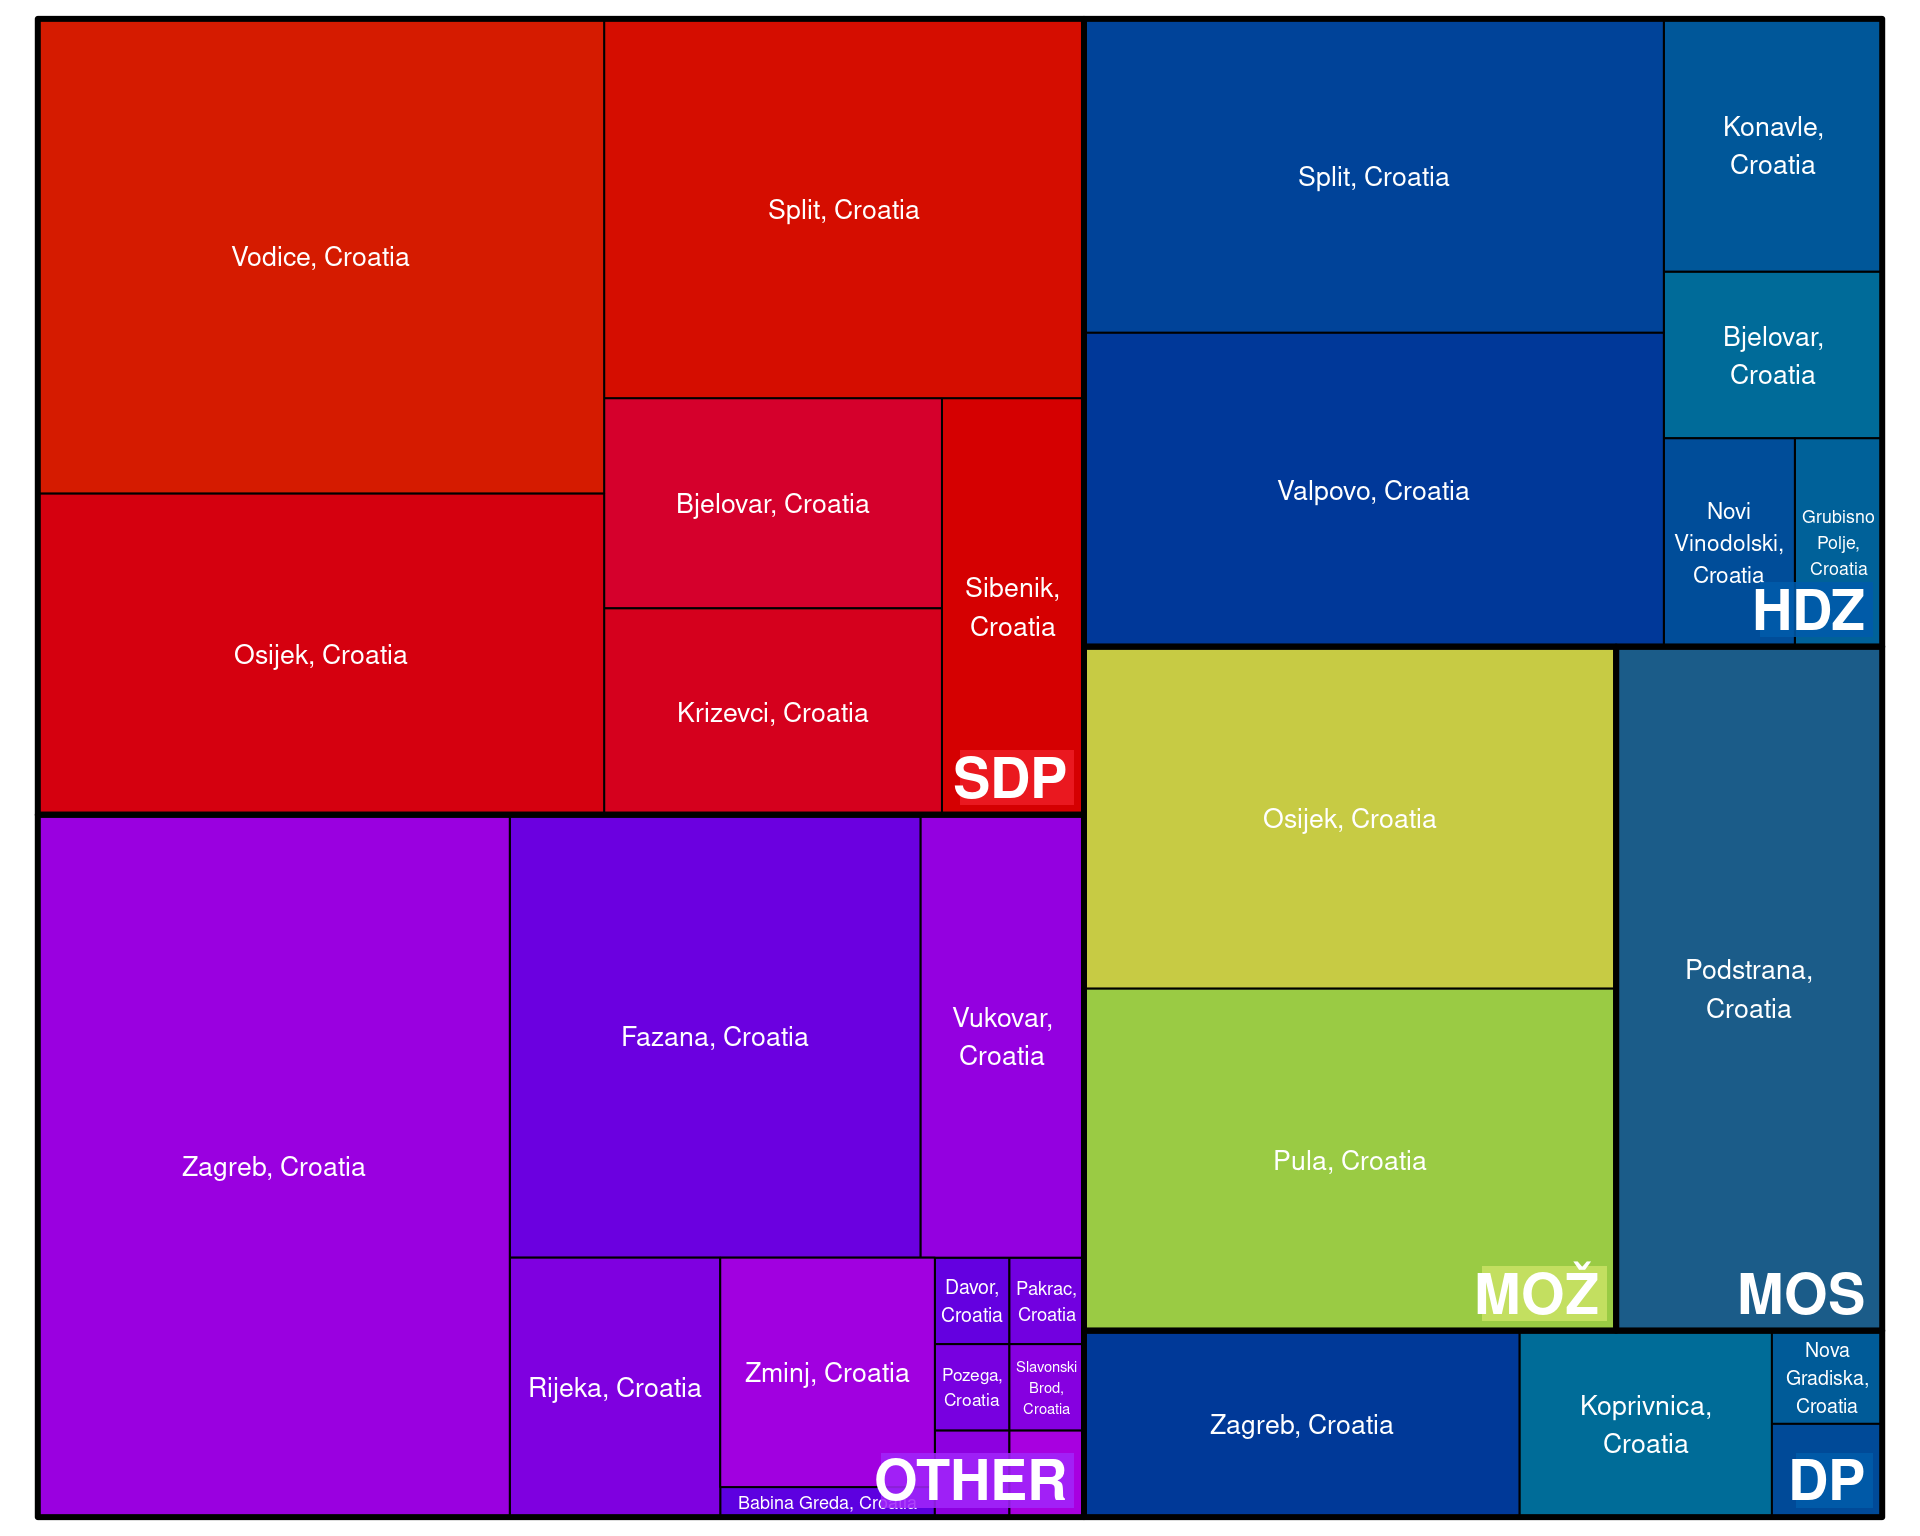 Vodice, Croatia
Split, Croatia
Osijek, Croatia
Bjelovar, Croatia
Krizevci, Croatia
Sibenik,
Croatia
SDP
Split, Croatia
Valpovo, Croatia
Konavle,
Croatia
Bjelovar,
Croatia
Novi
Vinodolski,
Croatia
Grubisno
Polje,
Croatia
HDZ
Zagreb, Croatia
Fazana, Croatia
Vukovar,
Croatia
Rijeka, Croatia
Zminj, Croatia
Babina Greda, Croatia
Davor,
Croatia
Pakrac,
Croatia
Pozega,
Croatia
Slavonski
Brod,
Croatia
OTHER
Osijek, Croatia
Pula, Croatia
MOŽ
Podstrana,
Croatia
MOS
Zagreb, Croatia
Koprivnica,
Croatia
Nova
Gradiska,
Croatia
DP